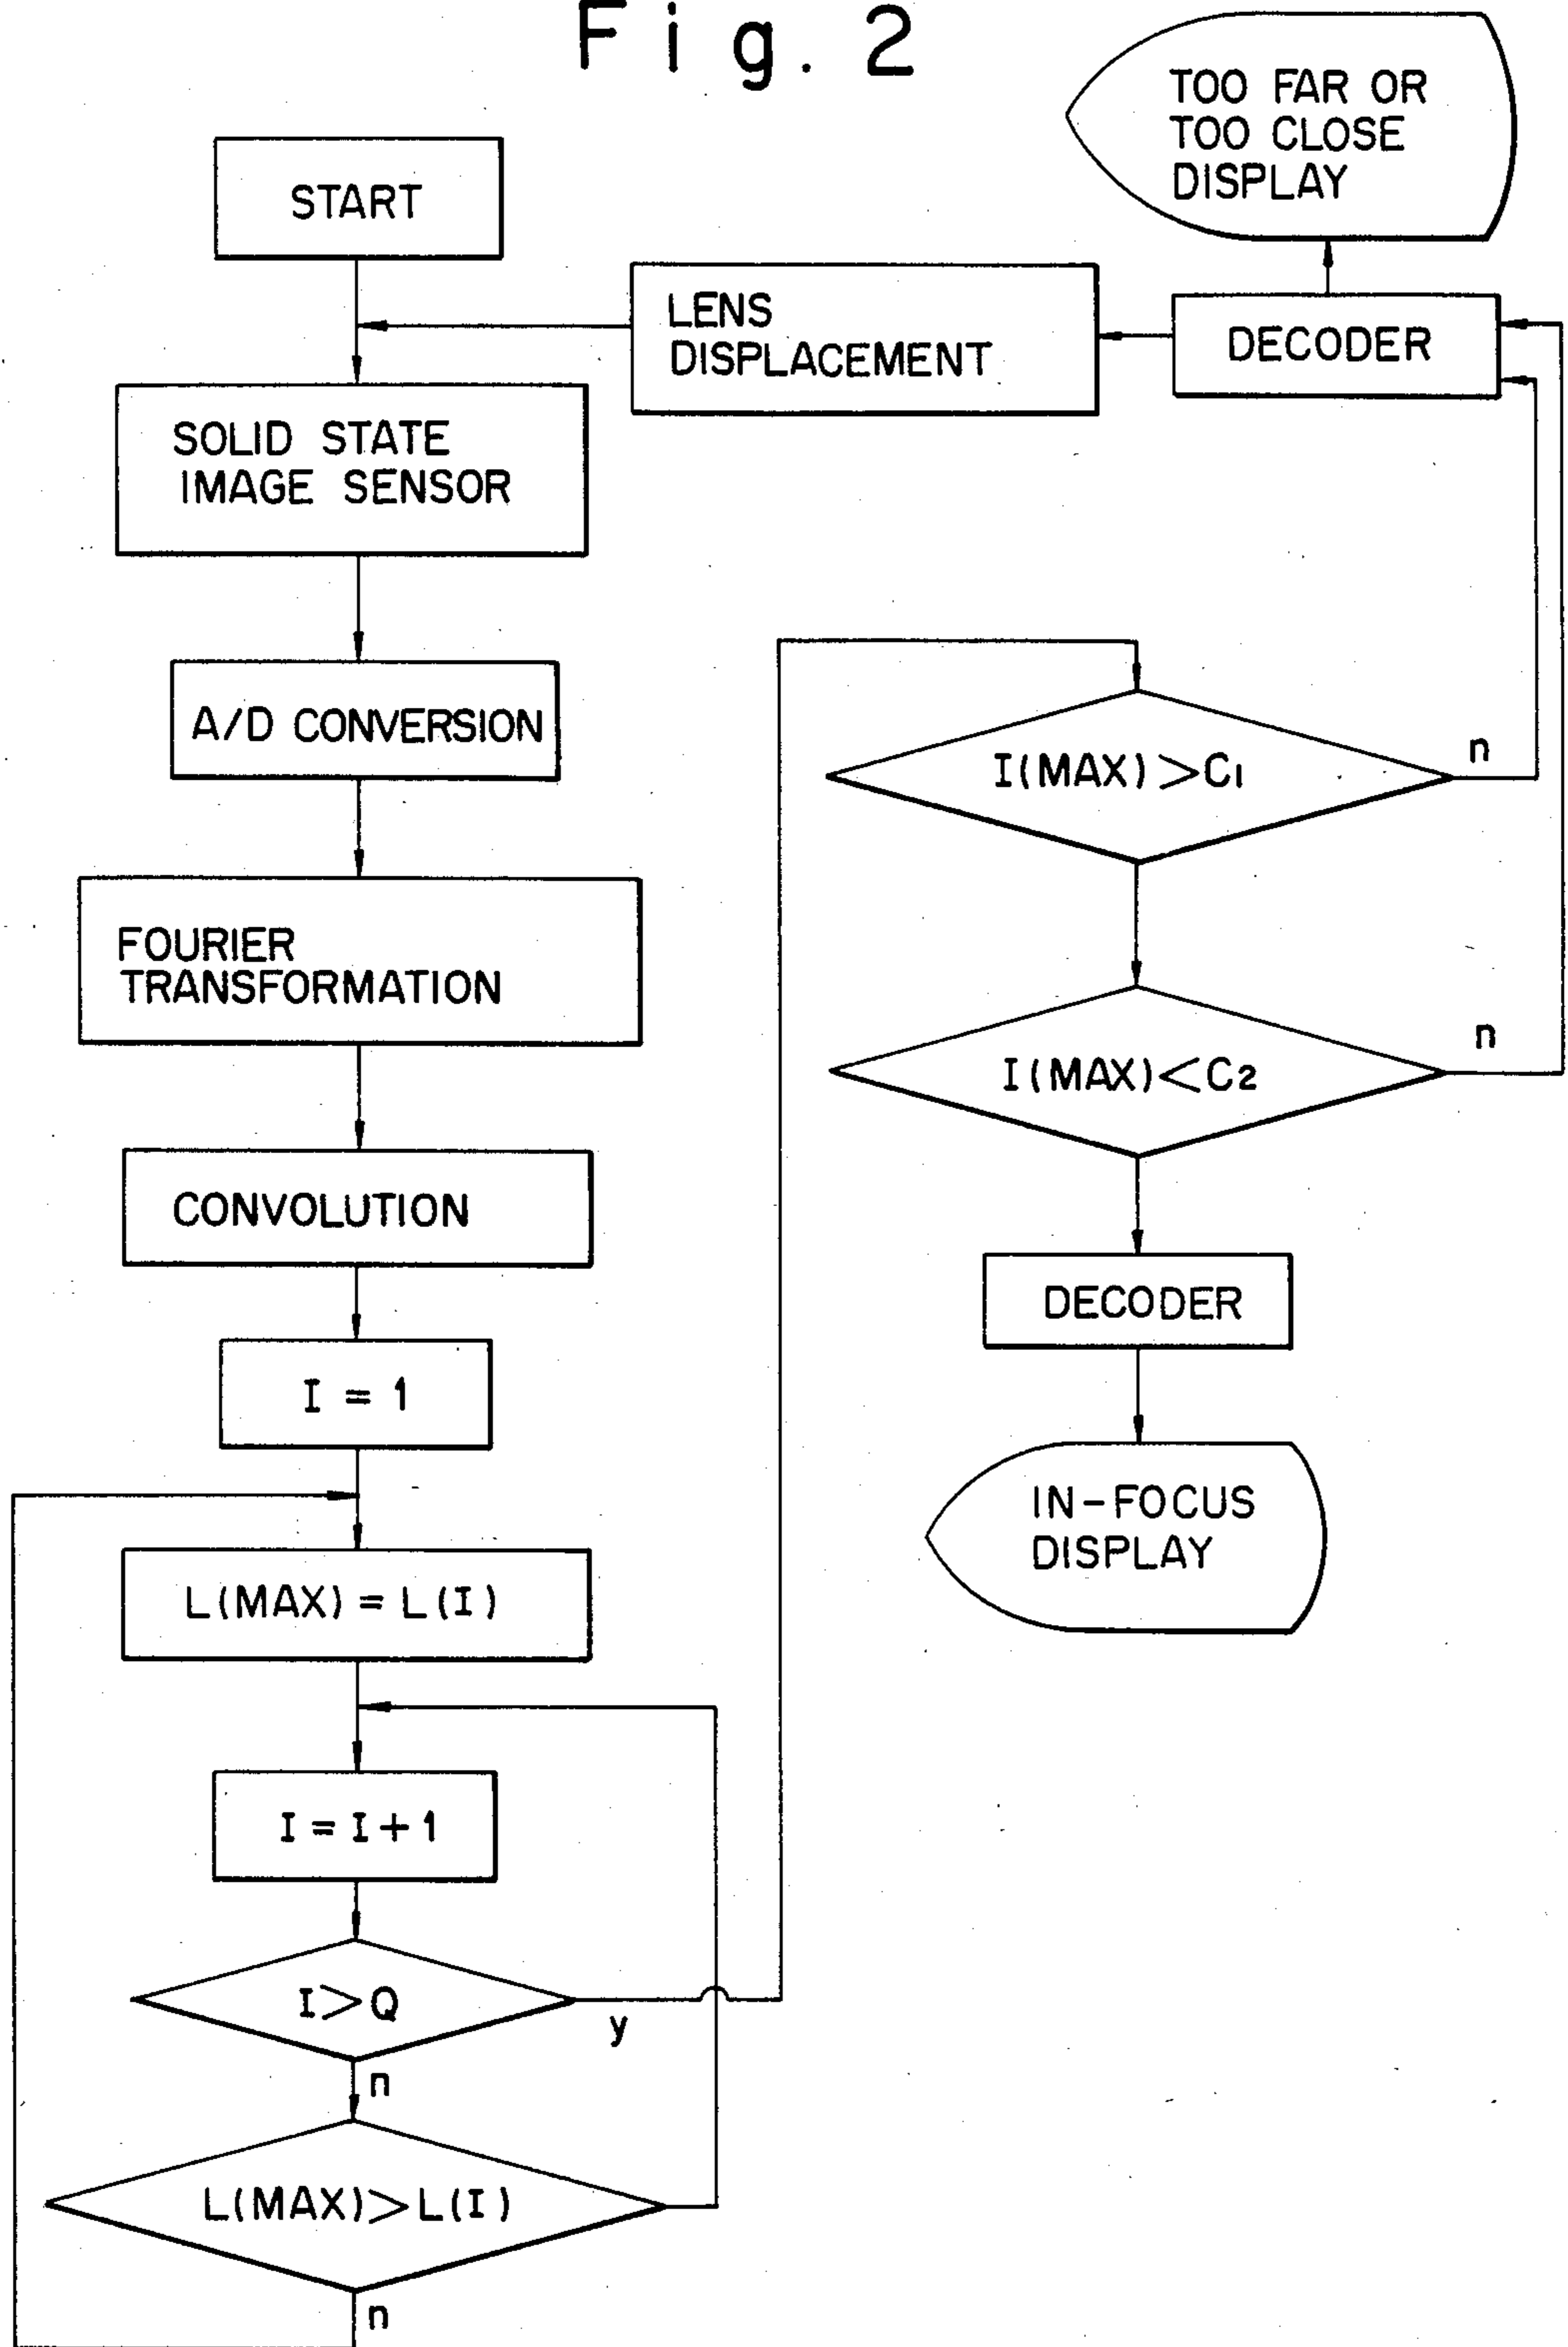 Fig. 2
TOO FAR OR
TOO CLOSE
DISPLAY
START
LENS
DISPLACEMENT
DECODER
SOLID STATE
IMAGE SENSOR
A/D CONVERSION
I(MAX)>C1
n
FOURIER
TRANSFORMATION
I(MAX)<C2
n
CONVOLUTION
DECODER
I = 1
IN-FOCUS
DISPLAY
L(MAX) = L(I)
I = I+1
I>Q
y
n
L(MAX)>L(I)
n